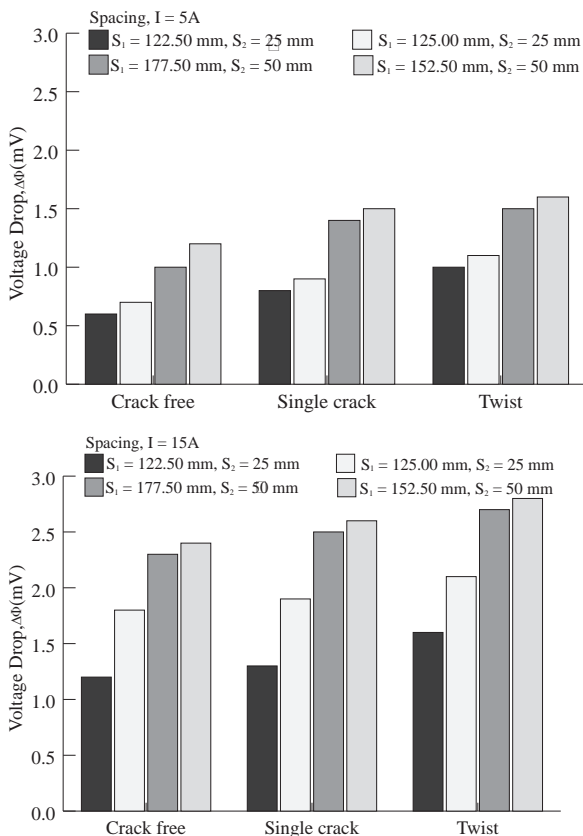 Spacing, I = 5A
S₁ = 122.50 mm, S₂ = 25 mm
S₁ = 125.00 mm, S₂ = 25 mm
S₁ = 177.50 mm, S₂ = 50 mm
S₁ = 152.50 mm, S₂ = 50 mm
Voltage Drop,ΔΦ(mV)
3.0
2.5
2.0
1.5
1.0
0.5
0.0
Crack free Single crack Twist
Spacing, I = 15A
S₁ = 122.50 mm, S₂ = 25 mm
S₁ = 125.00 mm, S₂ = 25 mm
S₁ = 177.50 mm, S₂ = 50 mm
S₁ = 152.50 mm, S₂ = 50 mm
Voltage Drop,ΔΦ(mV)
3.0
2.5
2.0
1.5
1.0
0.5
0.0
Crack free Single crack Twist